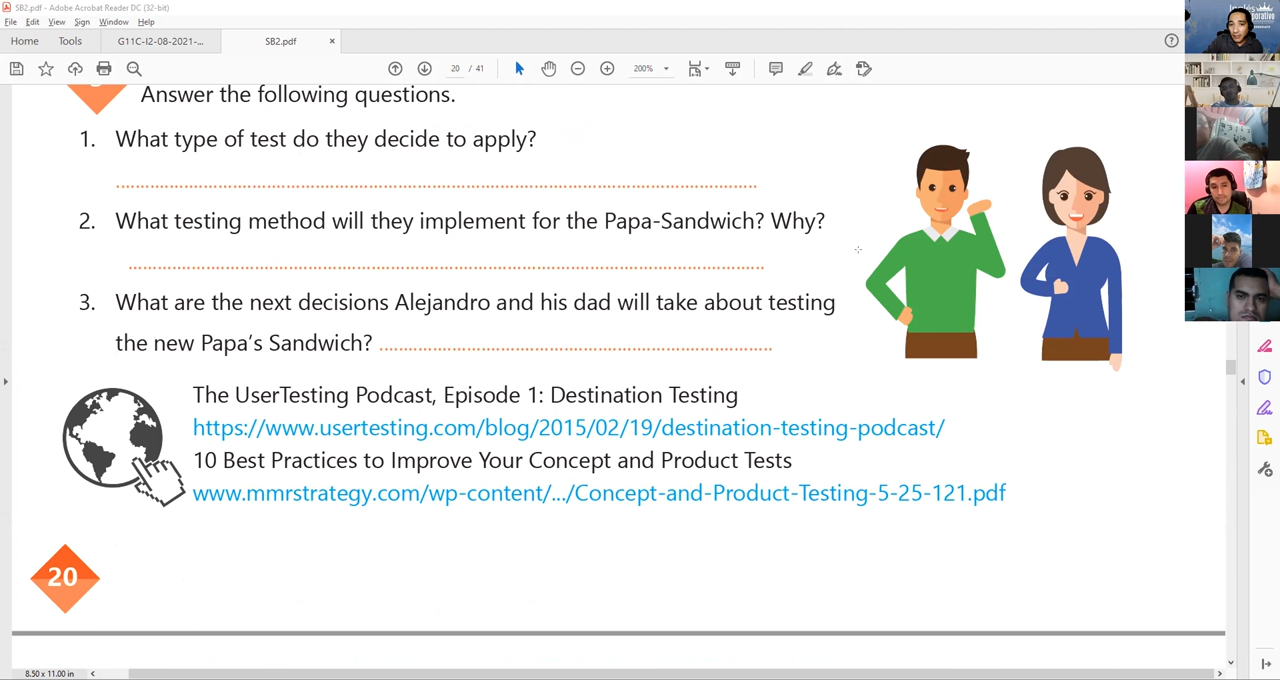 SB2.pdf - Adobe Acrobat Reader DC (32-bit)
File Edit View Sign Window Help
Home Tools G11C-I2-08-2021-... SB2.pdf ×
20 / 41 200%
Answer the following questions.
1. What type of test do they decide to apply?
2. What testing method will they implement for the Papa-Sandwich? Why?
3. What are the next decisions Alejandro and his dad will take about testing
the new Papa's Sandwich?
The UserTesting Podcast, Episode 1: Destination Testing
https://www.usertesting.com/blog/2015/02/19/destination-testing-podcast/
10 Best Practices to Improve Your Concept and Product Tests
www.mmrstrategy.com/wp-content/.../Concept-and-Product-Testing-5-25-121.pdf
20
8.50 x 11.00 in